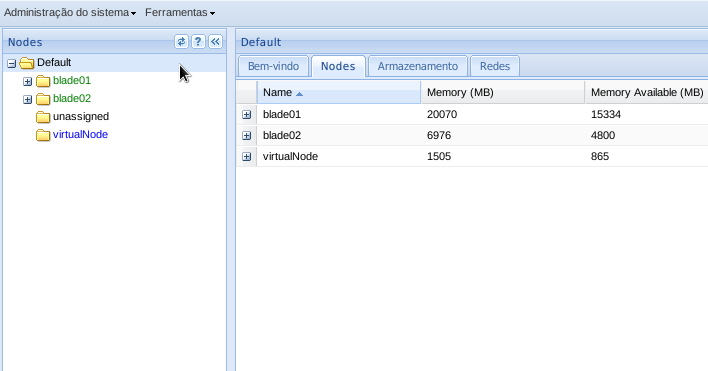 Administração do sistema Ferramentas
Nodes
Default
blade01
blade02
unassigned
virtualNode
Default
Bem-vindo Nodes Armazenamento Redes
Name Memory (MB) Memory Available (MB)
blade01 20070 15334
blade02 6976 4800
virtualNode 1505 865